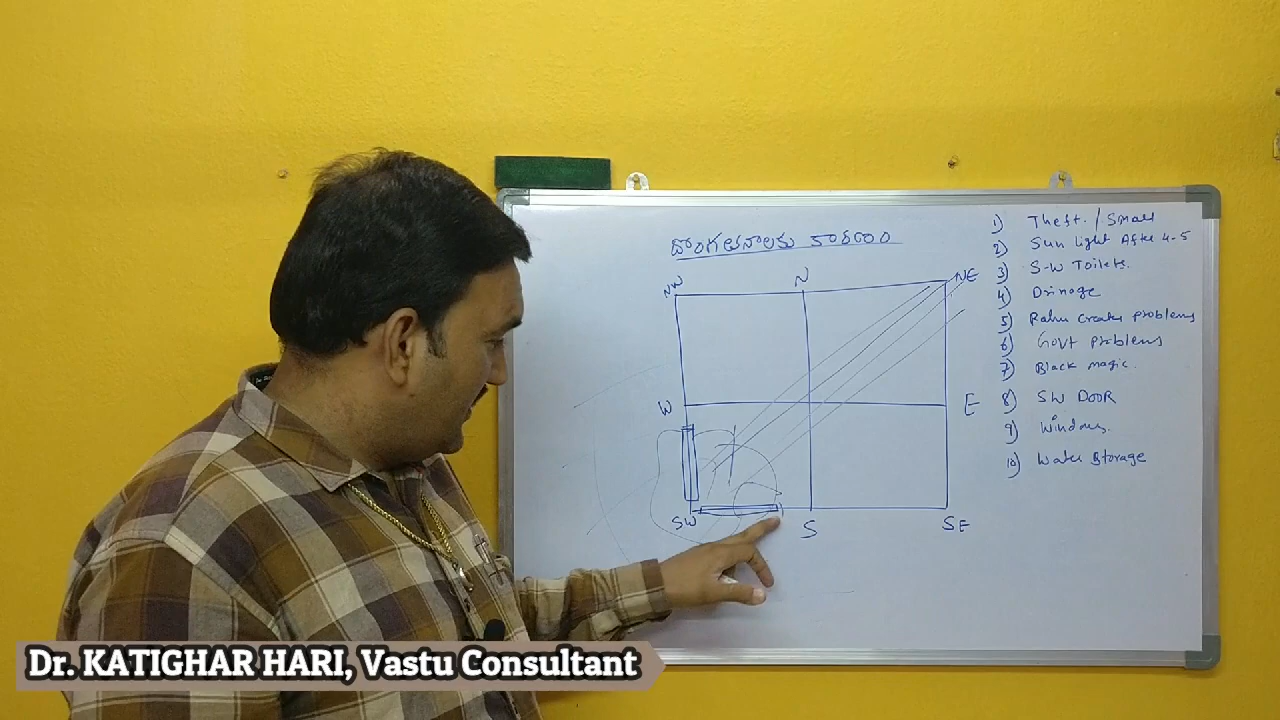 దొంగతనాలకు కారణం
NW N NE
W E
SW S SE
1) Theft. / Small
2) Sun light After 4-5
3) S-W Toilets.
4) Drinage
5) Rahu creates problems
6) Govt problems
7) Black magic.
8) SW DOOR
9) Windows.
10) Water Storage
Dr. KATIGHAR HARI, Vastu Consultant